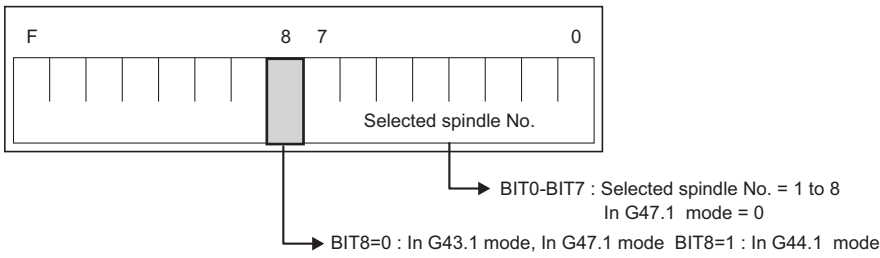 F 8 7 0
Selected spindle No.
BIT0-BIT7 : Selected spindle No. = 1 to 8
In G47.1 mode = 0
BIT8=0 : In G43.1 mode, In G47.1 mode BIT8=1 : In G44.1 mode